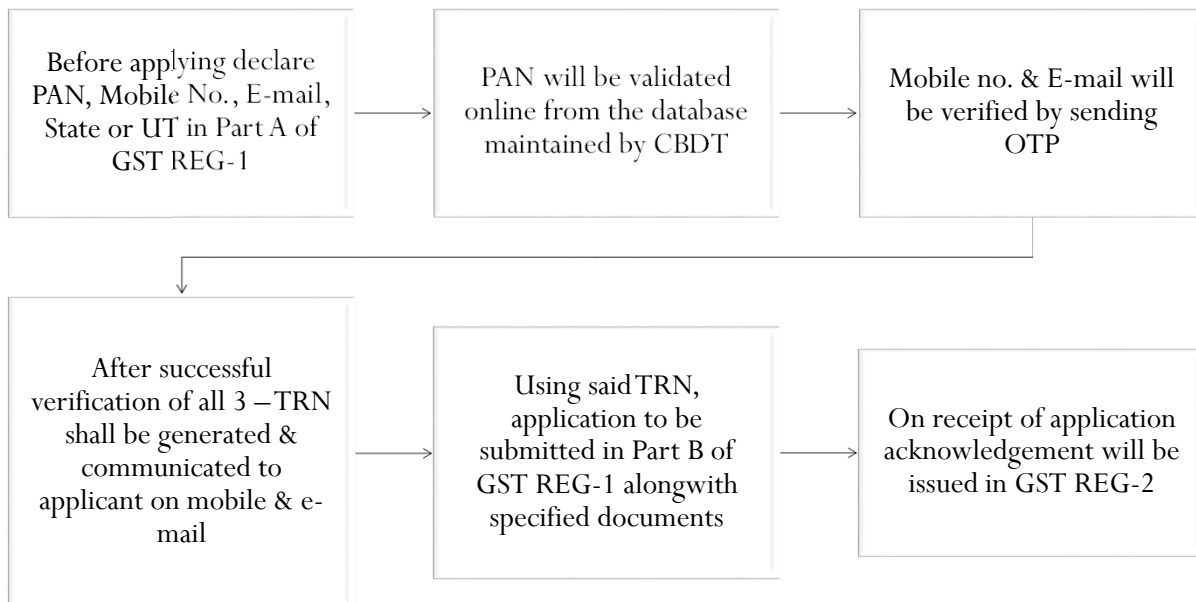 Before applying declare
PAN, Mobile No., E-mail,
State or UT in Part A of
GST REG-1
PAN will be validated
online from the database
maintained by CBDT
Mobile no. & E-mail will
be verified by sending
OTP
After successful
verification of all 3 – TRN
shall be generated &
communicated to
applicant on mobile & e-
mail
Using said TRN,
application to be
submitted in Part B of
GST REG-1 alongwith
specified documents
On receipt of application
acknowledgement will be
issued in GST REG-2